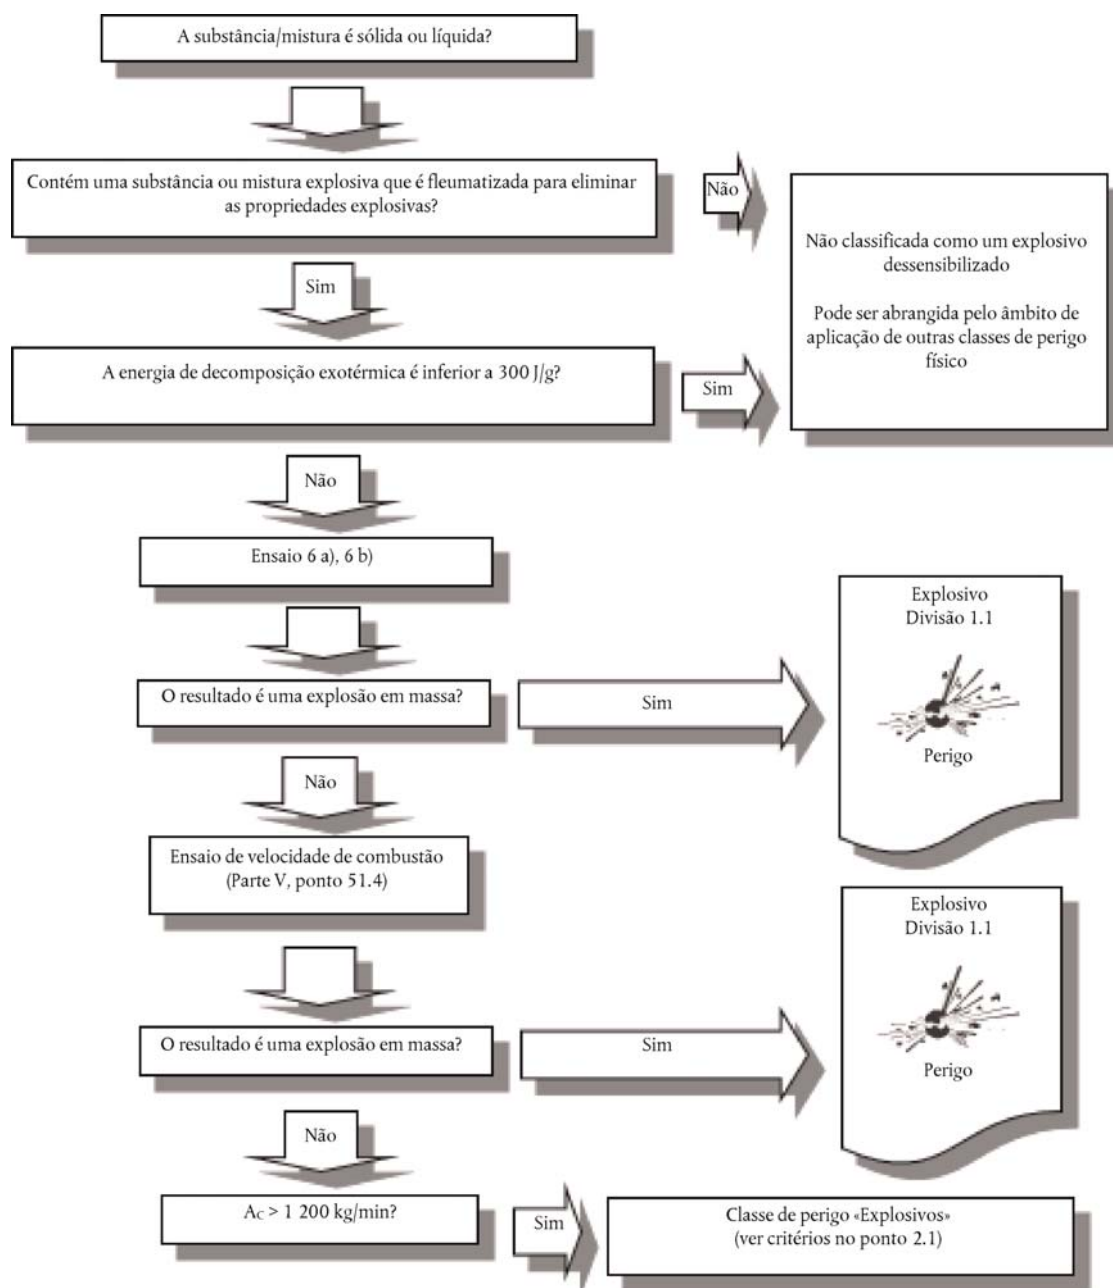 A substância/mistura é sólida ou líquida?
Contém uma substância ou mistura explosiva que é fleumatizada para eliminar
as propriedades explosivas?
Não
Não classificada como um explosivo
dessensibilizado
Pode ser abrangida pelo âmbito de
aplicação de outras classes de perigo
físico
Sim
A energia de decomposição exotérmica é inferior a 300 J/g?
Sim
Não
Ensaio 6 a), 6 b)
Explosivo
Divisão 1.1
Perigo
O resultado é uma explosão em massa?
Sim
Não
Ensaio de velocidade de combustão
(Parte V, ponto 51.4)
Explosivo
Divisão 1.1
Perigo
O resultado é uma explosão em massa?
Sim
Não
AC > 1 200 kg/min?
Sim
Classe de perigo «Explosivos»
(ver critérios no ponto 2.1)